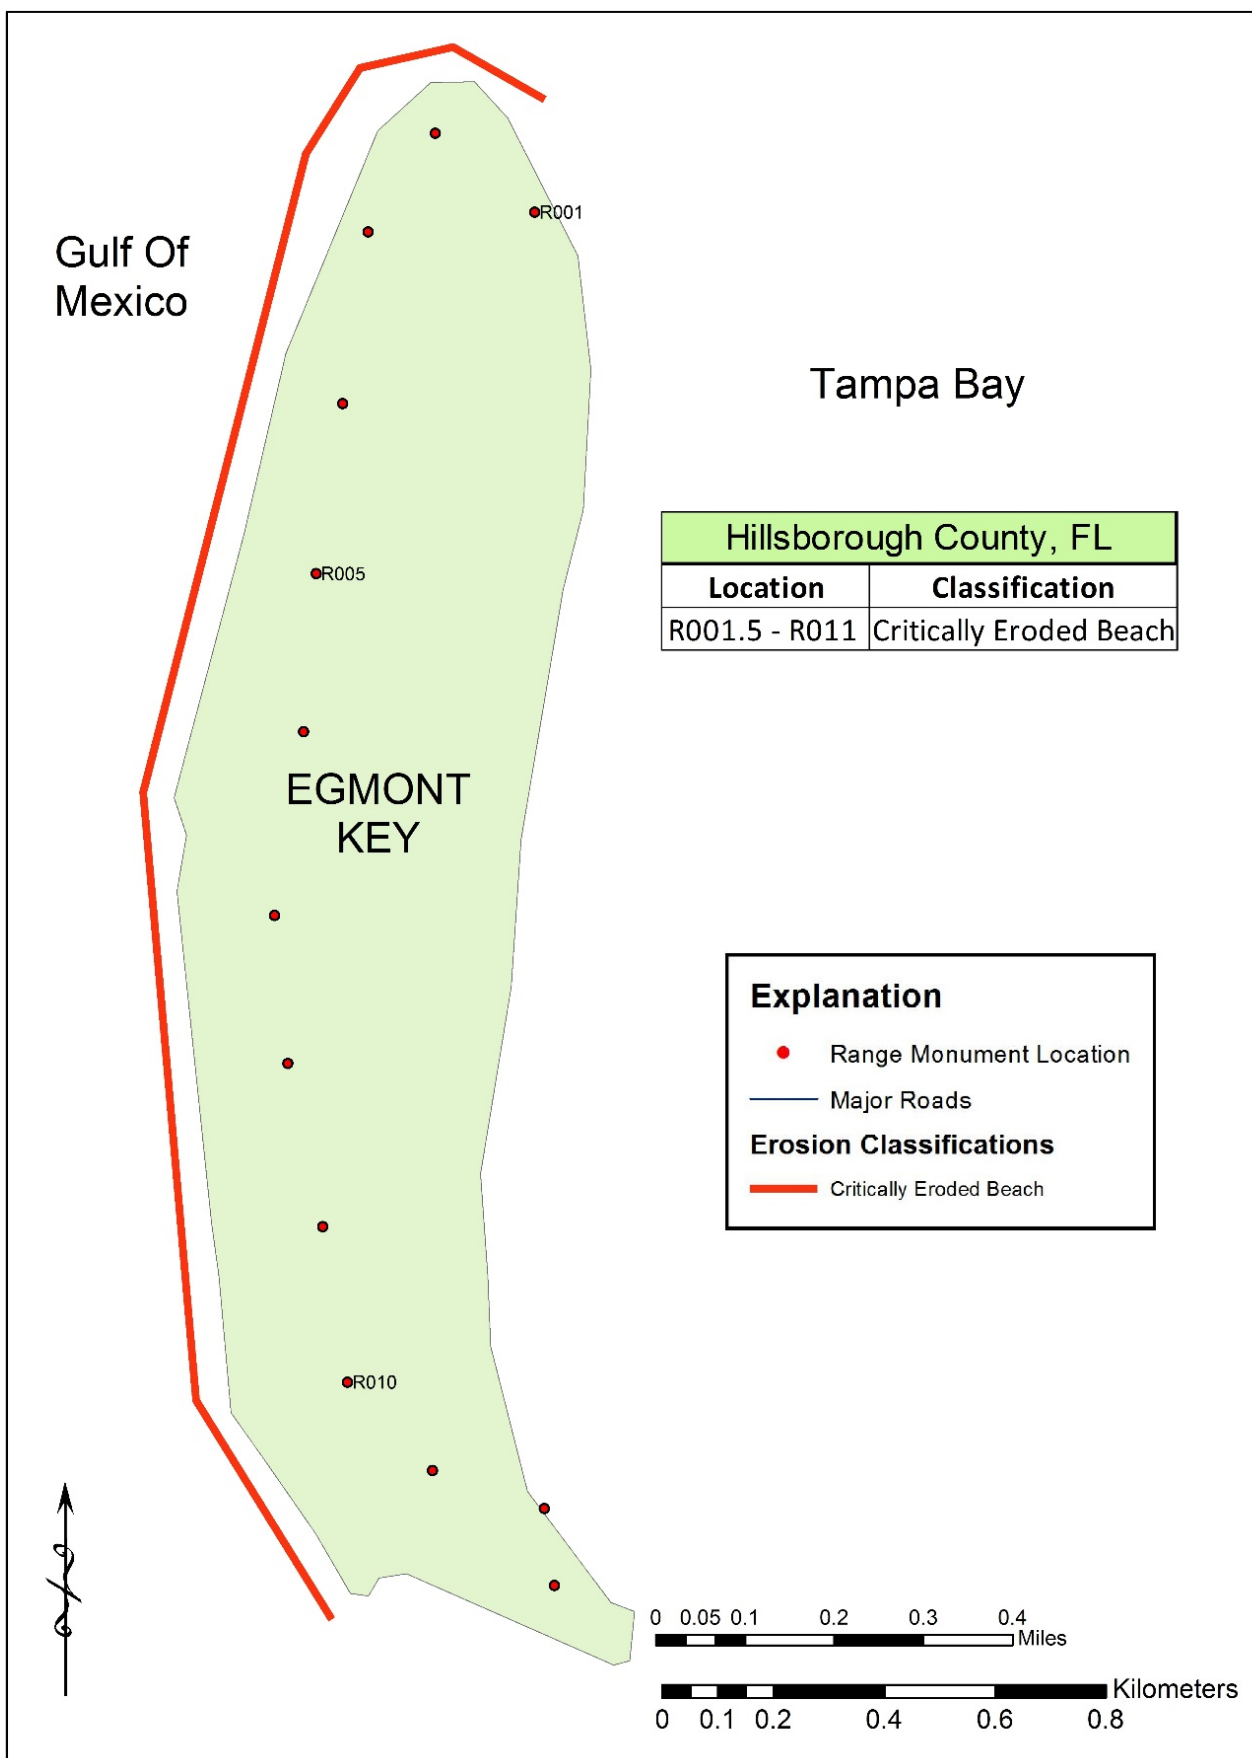 Gulf Of
Mexico
R001
Tampa Bay
Hillsborough County, FL
Location Classification
R001.5 - R011 Critically Eroded Beach
R005
EGMONT
KEY
Explanation
Range Monument Location
Major Roads
Erosion Classifications
Critically Eroded Beach
R010
0 0.05 0.1 0.2 0.3 0.4
Miles
Kilometers
0 0.1 0.2 0.4 0.6 0.8